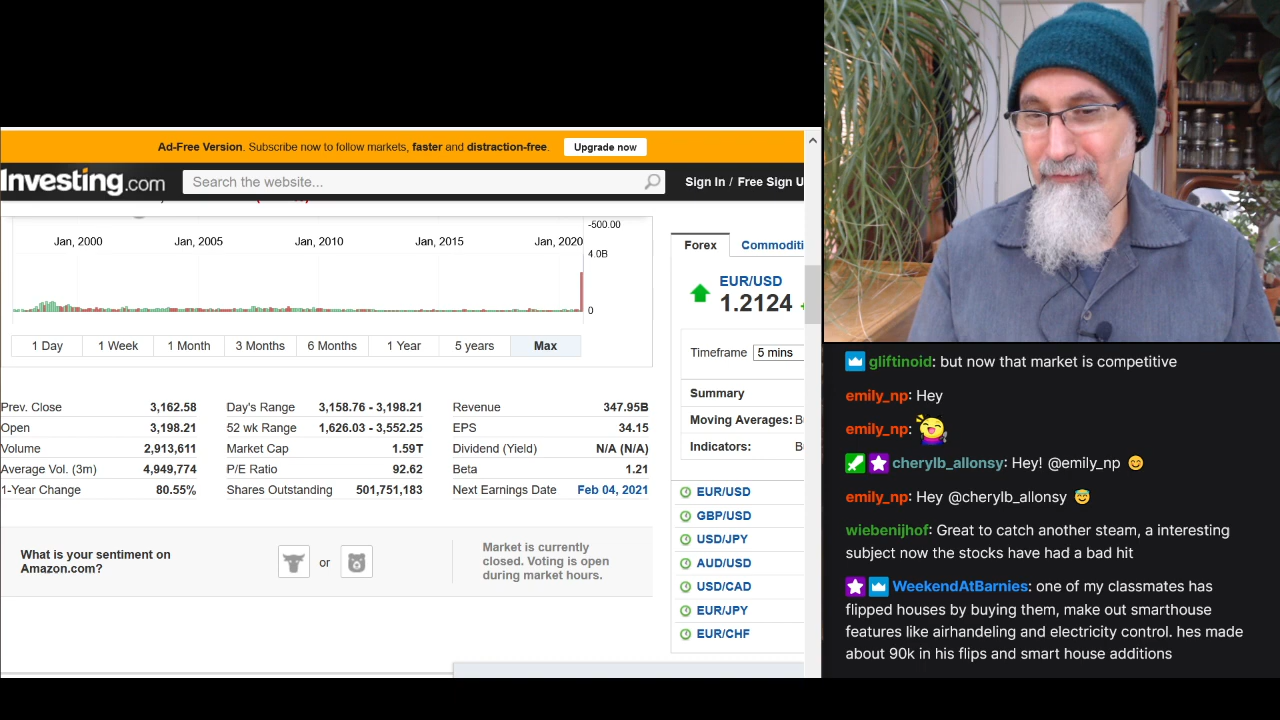 Ad-Free Version. Subscribe now to follow markets, faster and distraction-free. Upgrade now
Investing.com Search the website... Sign In / Free Sign U
-500.00
Jan, 2000 Jan, 2005 Jan, 2010 Jan, 2015 Jan, 2020
4.0B
0
1 Day 1 Week 1 Month 3 Months 6 Months 1 Year 5 years Max
Prev. Close 3,162.58 Day's Range 3,158.76 - 3,198.21 Revenue 347.95B
Open 3,198.21 52 wk Range 1,626.03 - 3,552.25 EPS 34.15
Volume 2,913,611 Market Cap 1.59T Dividend (Yield) N/A (N/A)
Average Vol. (3m) 4,949,774 P/E Ratio 92.62 Beta 1.21
1-Year Change 80.55% Shares Outstanding 501,751,183 Next Earnings Date Feb 04, 2021
What is your sentiment on
Amazon.com?
or
Market is currently
closed. Voting is open
during market hours.
Forex Commoditi
EUR/USD
1.2124
Timeframe 5 mins
Summary
Moving Averages: B
Indicators: B
EUR/USD
GBP/USD
USD/JPY
AUD/USD
USD/CAD
EUR/JPY
EUR/CHF
gliftinoid: but now that market is competitive
emily_np: Hey
emily_np:
cherylb_allonsy: Hey! @emily_np 😊
emily_np: Hey @cherylb_allonsy 😇
wiebenijhof: Great to catch another steam, a interesting
subject now the stocks have had a bad hit
WeekendAtBarnies: one of my classmates has
flipped houses by buying them, make out smarthouse
features like airhandeling and electricity control. hes made
about 90k in his flips and smart house additions